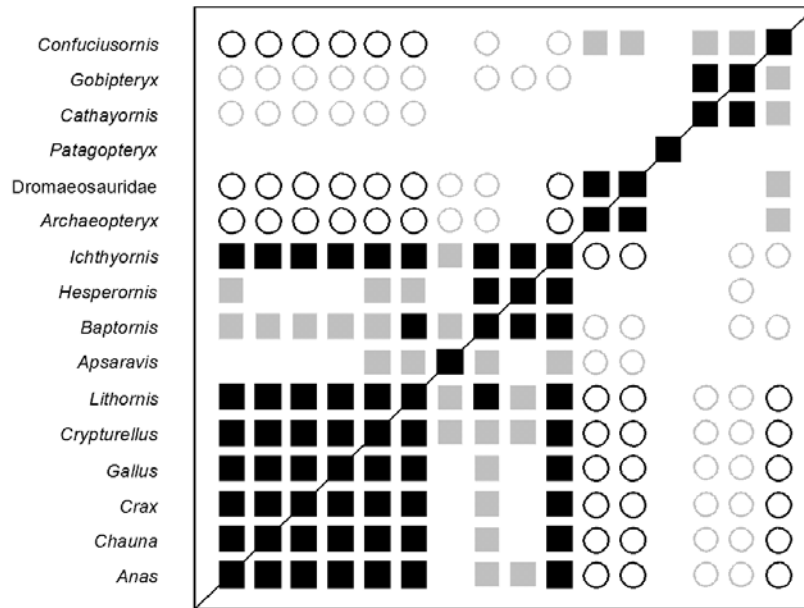 Confuciusornis
Gobipteryx
Cathayornis
Patagopteryx
Dromaeosauridae
Archaeopteryx
Ichthyornis
Hesperornis
Baptornis
Apsaravis
Lithornis
Crypturellus
Gallus
Crax
Chauna
Anas